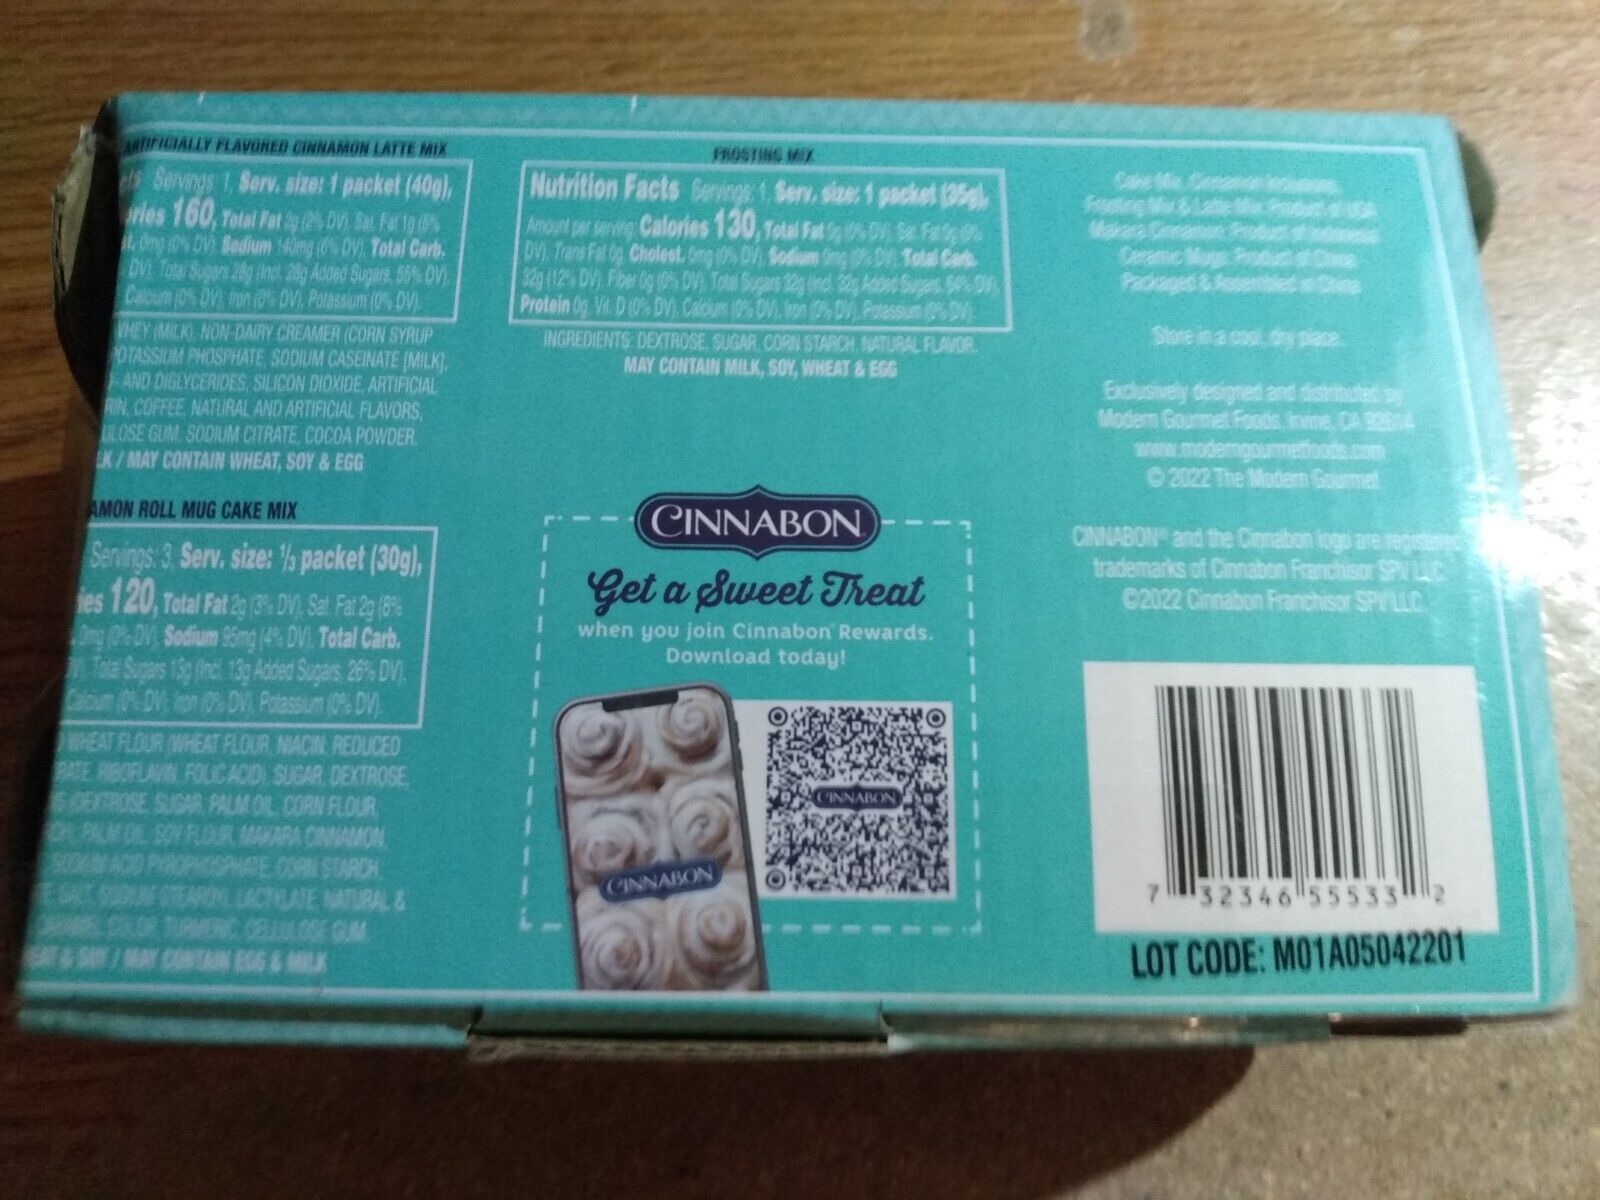 ARTIFICIALLY FLAVORED CINNAMON LATTE MIX
Servings: 1, Serv. size: 1 packet (40g),
160, Total Fat 2g (2% DV), Sat. Fat 1g (5%
0mg (0% DV), Sodium 140mg (6% DV), Total Carb.
DV), Total Sugars 28g (Incl. 28g Added Sugars, 55% DV),
Calcium (0% DV), Iron (0% DV), Potassium (0% DV).
WHEY (MILK), NON-DAIRY CREAMER (CORN SYRUP
POTASSIUM PHOSPHATE, SODIUM CASEINATE [MILK],
AND DIGLYCERIDES, SILICON DIOXIDE, ARTIFICIAL
COFFEE, NATURAL AND ARTIFICIAL FLAVORS,
GUM, SODIUM CITRATE, COCOA POWDER.
/ MAY CONTAIN WHEAT, SOY & EGG
AMON ROLL MUG CAKE MIX
Servings: 3, Serv. size: 1/3 packet (30g),
120, Total Fat 2g (3% DV), Sat. Fat 2g (8%
0mg (0% DV), Sodium 95mg (4% DV), Total Carb.
Total Sugars 13g (Incl. 13g Added Sugars, 26% DV),
Calcium (0% DV), Iron (0% DV), Potassium (0% DV).
WHEAT FLOUR (WHEAT FLOUR, NIACIN, REDUCED
RIBOFLAVIN, FOLIC ACID), SUGAR, DEXTROSE,
(DEXTROSE, SUGAR, PALM OIL, CORN FLOUR,
PALM OIL, SOY FLOUR, MAKARA CINNAMON,
SODIUM ACID PYROPHOSPHATE, CORN STARCH,
SALT, SODIUM STEAROYL LACTYLATE, NATURAL &
COLOR, TURMERIC, CELLULOSE GUM.
& SOY / MAY CONTAIN EGG & MILK
FROSTING MIX
Nutrition Facts Servings: 1, Serv. size: 1 packet (35g),
Amount per serving: Calories 130, Total Fat 0g (0% DV), Sat. Fat 0g (0%
DV), Trans Fat 0g, Cholest. 0mg (0% DV), Sodium 0mg (0% DV), Total Carb.
32g (12% DV), Fiber 0g (0% DV), Total Sugars 32g (Incl. 32g Added Sugars, 64% DV),
Protein 0g, Vit. D (0% DV), Calcium (0% DV), Iron (0% DV), Potassium (0% DV).
INGREDIENTS: DEXTROSE, SUGAR, CORN STARCH, NATURAL FLAVOR.
MAY CONTAIN MILK, SOY, WHEAT & EGG
CINNABON
Get a Sweet Treat
when you join Cinnabon® Rewards.
Download today!
CINNABON
CINNABON
Cake Mix, Cinnamon
Frosting Mix & Latte Mix: Product of USA
Makara Cinnamon: Product of Indonesia
Ceramic Mugs: Product of China
Packaged & Assembled in China
Store in a cool, dry place.
Exclusively designed and distributed by
Modern Gourmet Foods, Irvine, CA 92614
www.moderngourmetfoods.com
© 2022 The Modern Gourmet
CINNABON® and the Cinnabon logo are registered
trademarks of Cinnabon Franchisor SPV LLC.
©2022 Cinnabon Franchisor SPV LLC.
7 32346 55533 2
LOT CODE: M01A05042201